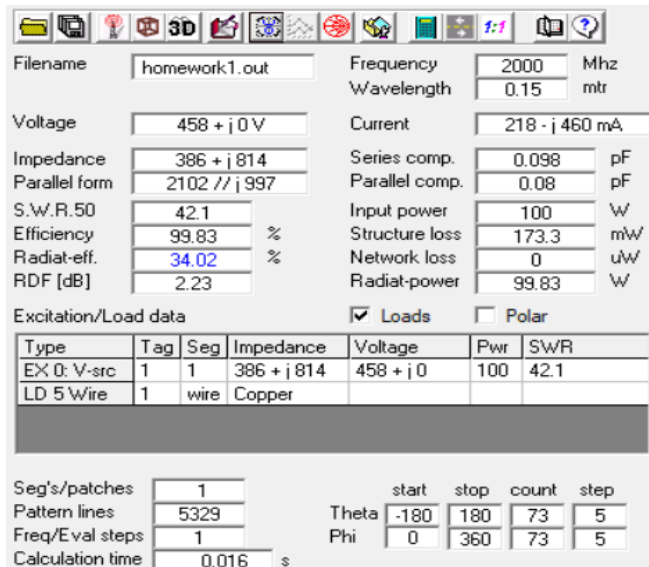 3D 1:1 ?
Filename homework1.out Frequency 2000 Mhz
Wavelength 0.15 mtr
Voltage 458 + j 0 V Current 218 - j 460 mA
Impedance 386 + j 814 Series comp. 0.098 pF
Parallel form 2102 // j 997 Parallel comp. 0.08 pF
S.W.R.50 42.1 Input power 100 W
Efficiency 99.83 % Structure loss 173.3 mW
Radiat-eff. 34.02 % Network loss 0 uW
RDF [dB] 2.23 Radiat-power 99.83 W
Excitation/Load data Loads Polar
Type Tag Seg Impedance Voltage Pwr SWR
EX 0: V-src 1 1 386 + j 814 458 + j 0 100 42.1
LD 5 Wire 1 wire Copper
Seg's/patches 1 start stop count step
Pattern lines 5329 Theta -180 180 73 5
Freq/Eval steps 1 Phi 0 360 73 5
Calculation time 0.016 s